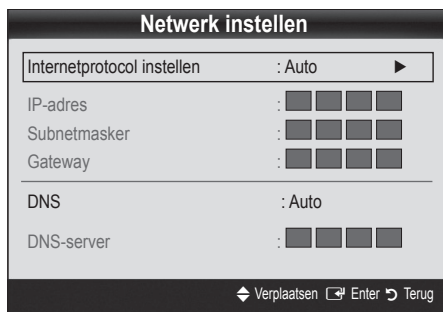 Netwerk instellen
Internetprotocol instellen : Auto ►
IP-adres :
Subnetmasker :
Gateway :
DNS : Auto
DNS-server :
Verplaatsen Enter Terug